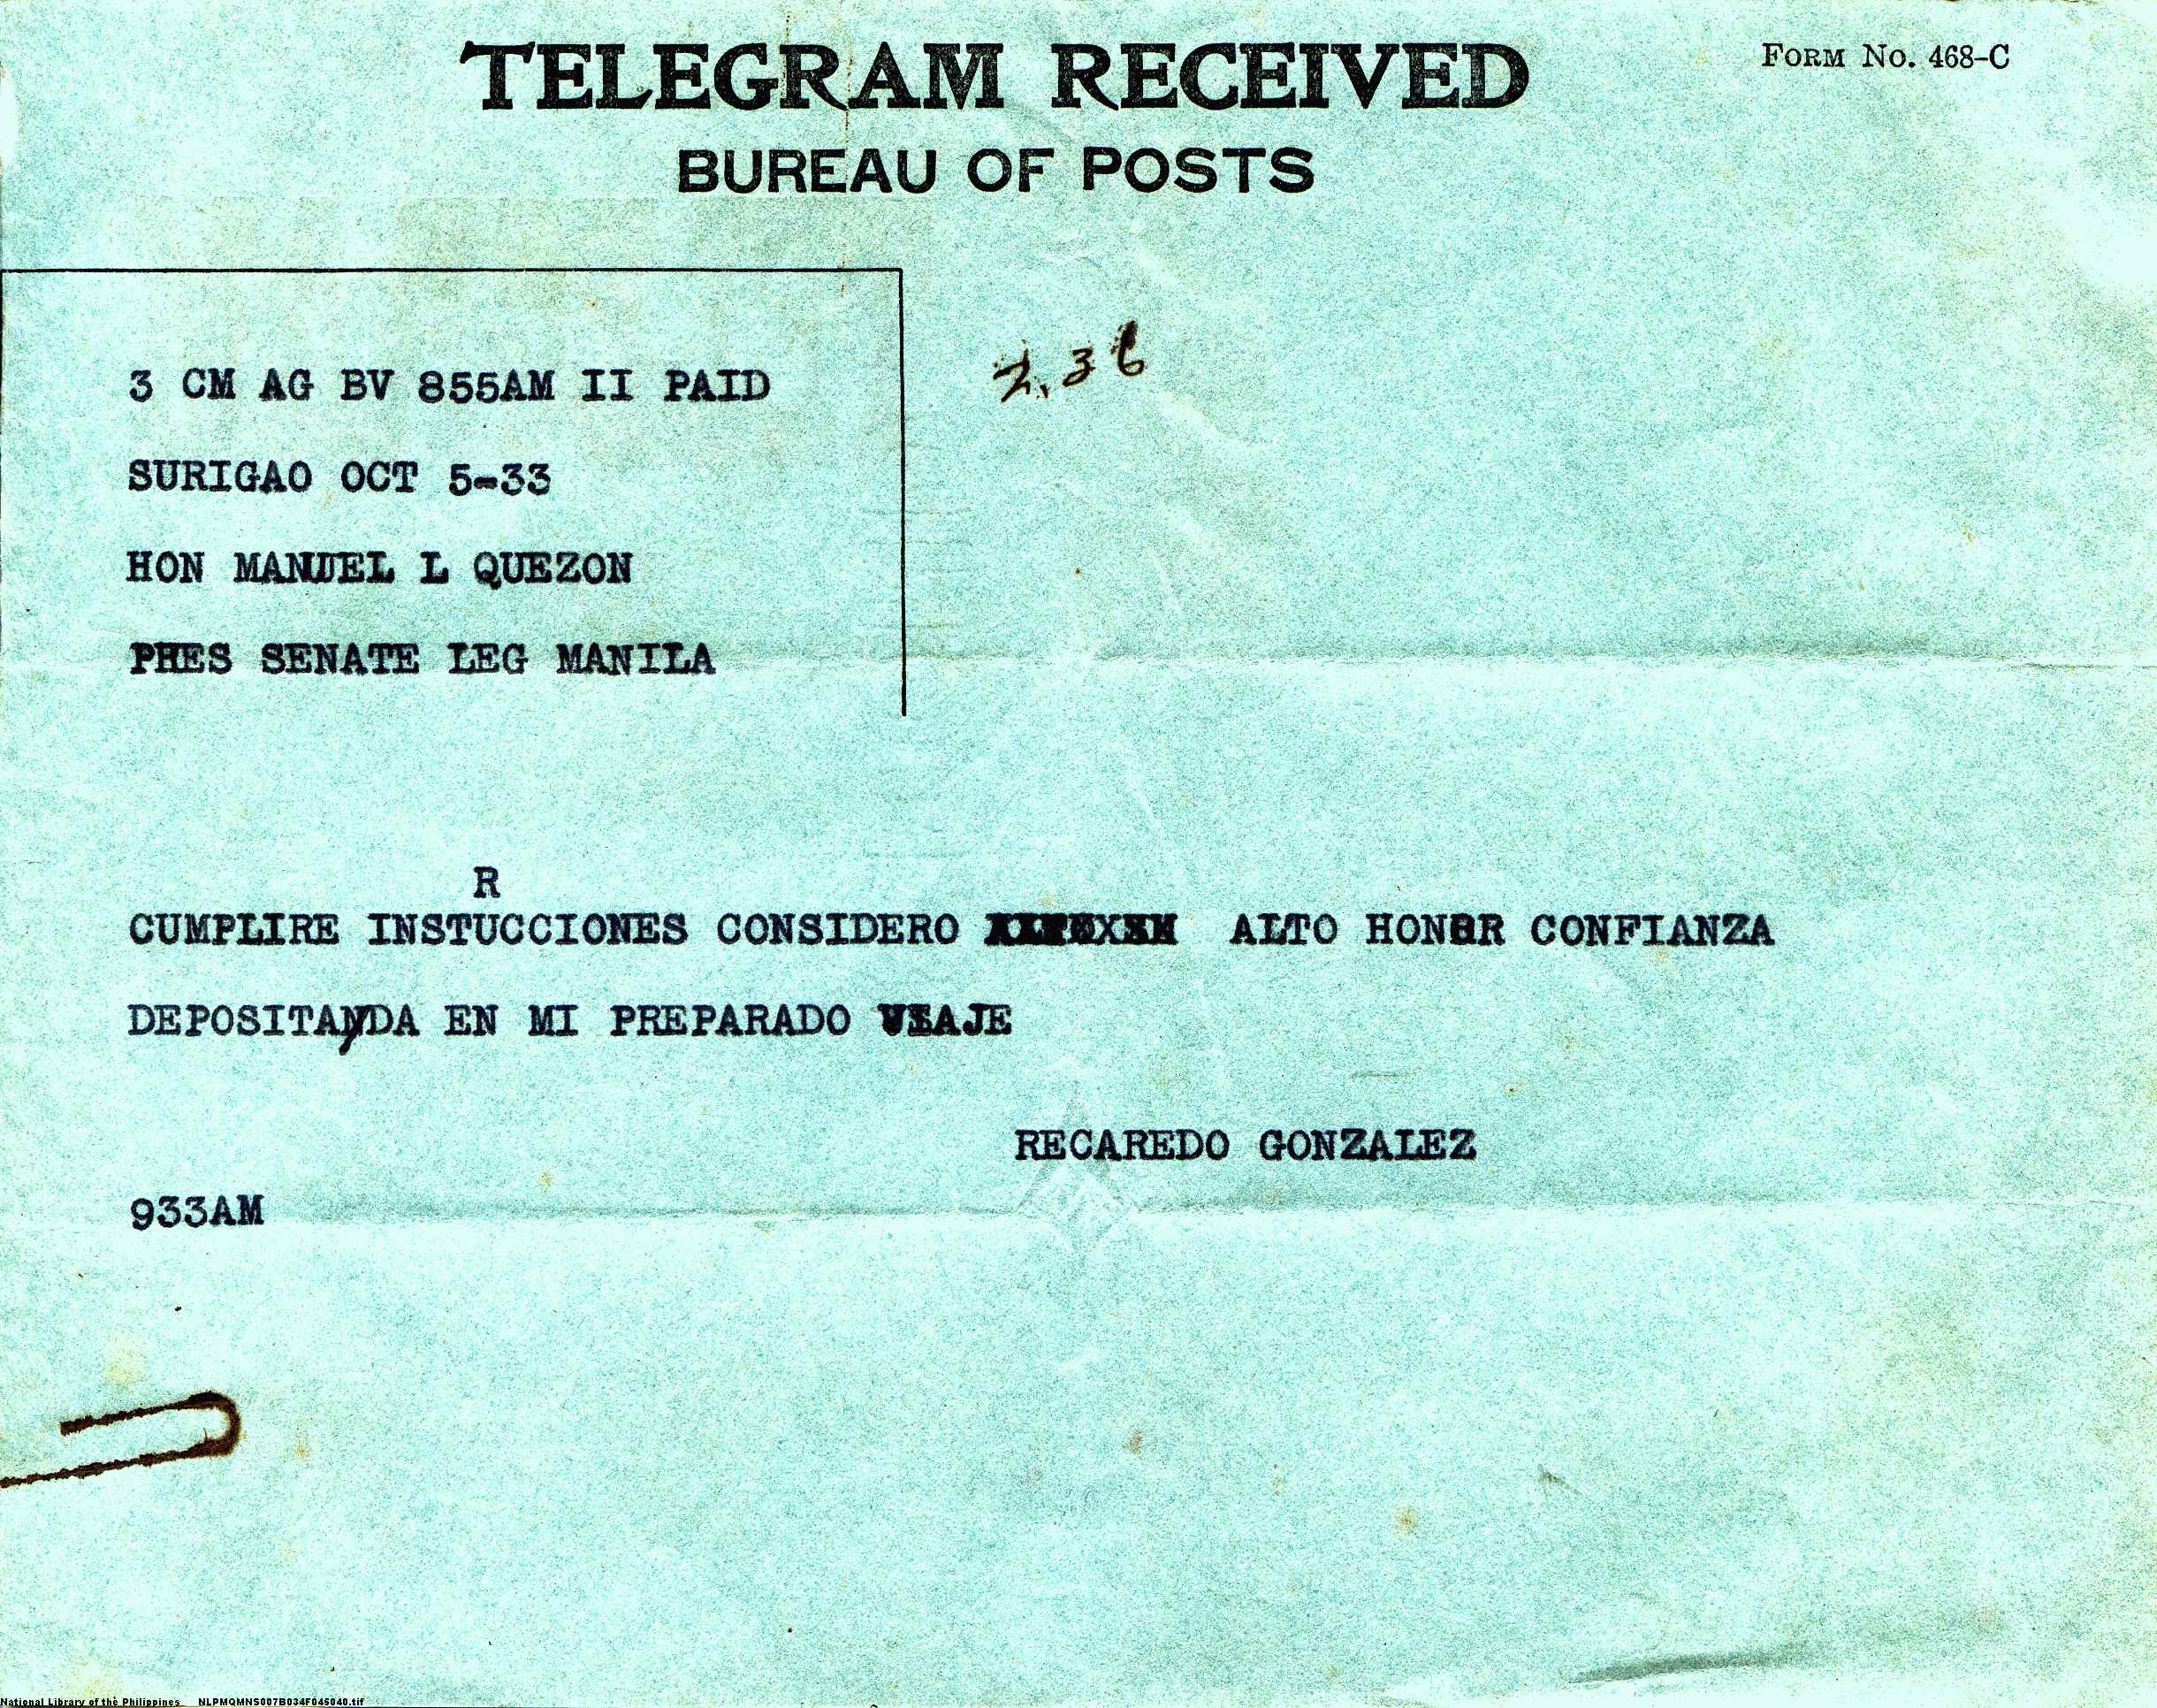 TELEGRAM RECEIVED
FORM NO. 468-C
BUREAU OF POSTS
3 CM AG BV 855AM II PAID
2.36
SURIGAO OCT 5-33
HON MANUEL L QUEZON
PRES SENATE LEG MANILA
R
CUMPLIRE INSTUCCIONES CONSIDERO ALTO HONOR CONFIANZA
DEPOSITADA EN MI PREPARADO VIAJE
RECAREDO GONZALEZ
933AM
National Library of the Philippines NLPMQMNS007B034F045040.tif